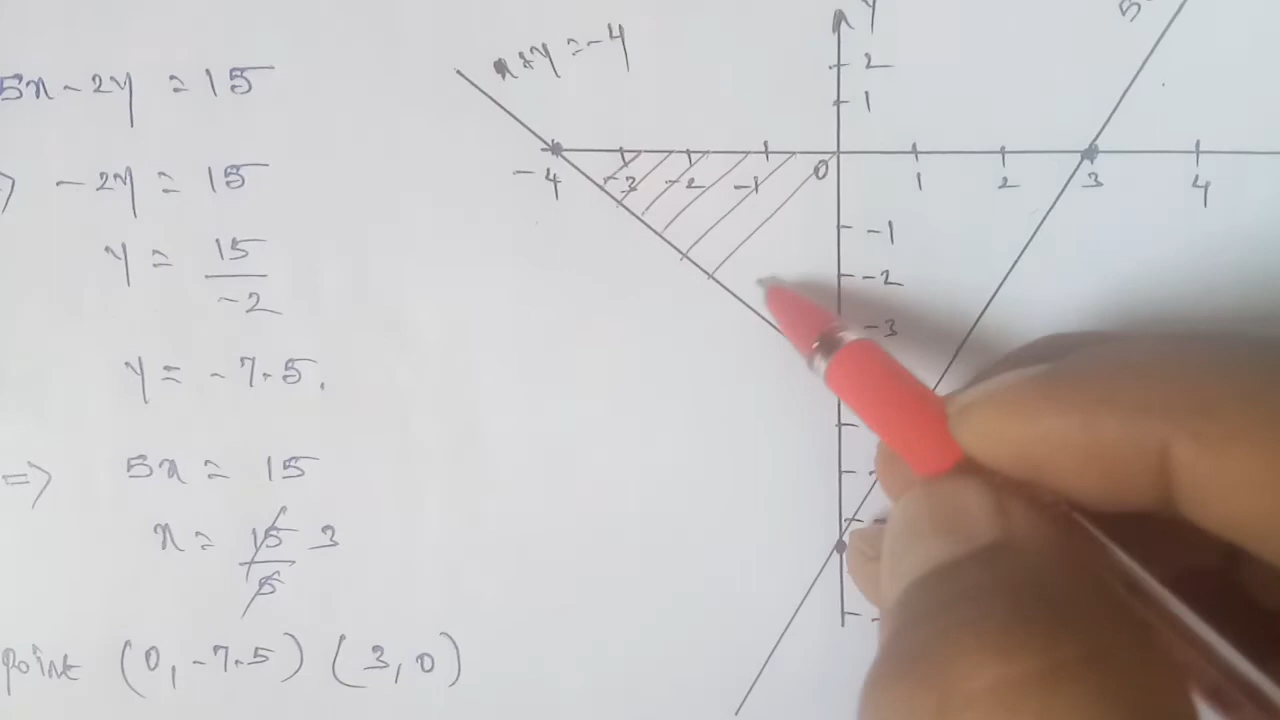 5x - 2y = 15
⇒ -2y = 15
y = 15/-2
y = -7.5.
⇒ 5x = 15
x = 15/5 3
point (0, -7.5) (3, 0)
x+y = -4
Y
5
2
1
-4 -3 -2 -1 0 1 2 3 4
-1
-2
-3